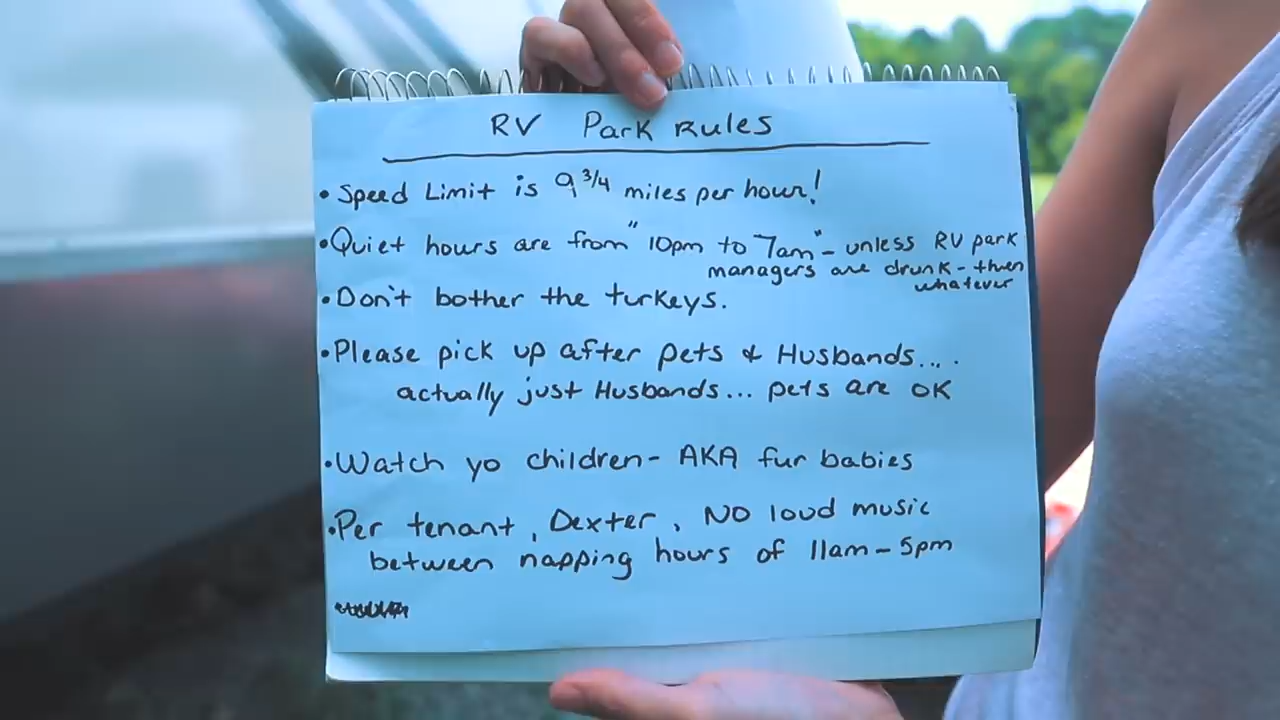 RV Park Rules
• Speed Limit is 9 3/4 miles per hour!
• Quiet hours are from "10pm to 7am" - unless RV park
managers are drunk - then
whatever
• Don't bother the turkeys.
• Please pick up after pets & Husbands....
actually just Husbands... pets are OK
• Watch yo children - AKA fur babies
• Per tenant, Dexter, NO loud music
between napping hours of 11am - 5pm